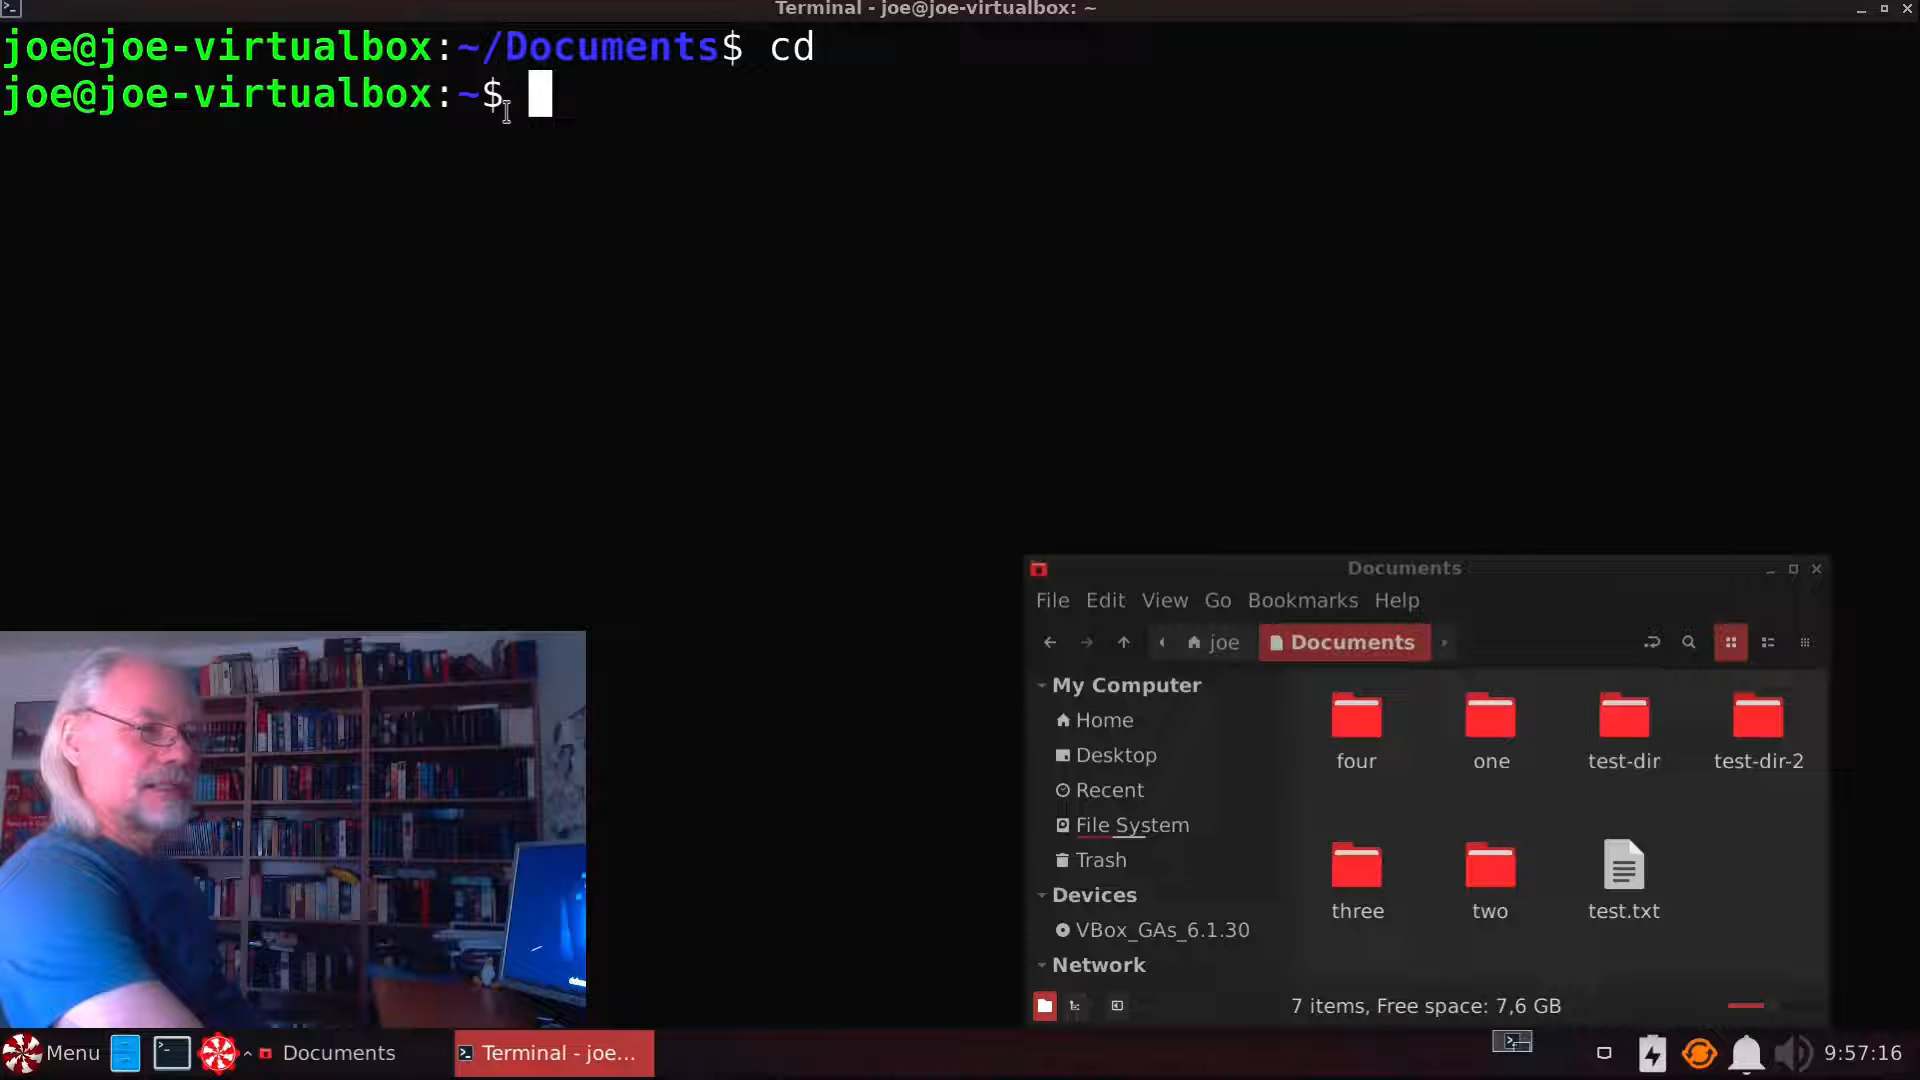 Terminal - joe@joe-virtualbox: ~
joe@joe-virtualbox:~/Documents$ cd
joe@joe-virtualbox:~$
Documents
File Edit View Go Bookmarks Help
joe Documents
My Computer
Home
Desktop
Recent
File System
Trash
Devices
VBox_GAs_6.1.30
Network
four one test-dir test-dir-2
three two test.txt
7 items, Free space: 7,6 GB
Menu Documents Terminal - joe... 9:57:16